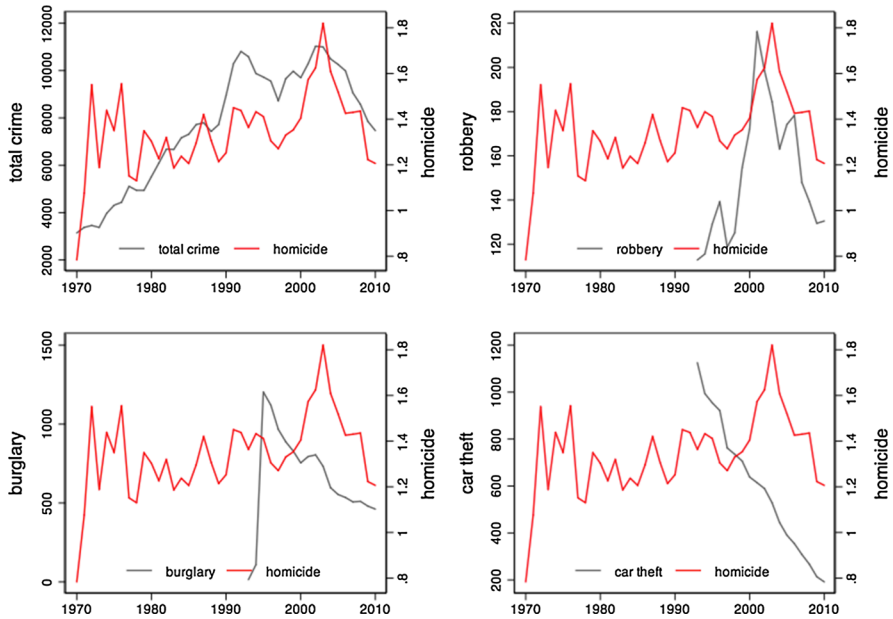 total crime
12000
10000
8000
6000
4000
2000
1.8
1.6
1.4
1.2
1
.8
homicide
total crime homicide
1970 1980 1990 2000 2010
robbery
220
200
180
160
140
120
1.8
1.6
1.4
1.2
1
.8
homicide
robbery homicide
1970 1980 1990 2000 2010
burglary
1500
1000
500
0
1.8
1.6
1.4
1.2
1
.8
homicide
burglary homicide
1970 1980 1990 2000 2010
car theft
1200
1000
800
600
400
200
1.8
1.6
1.4
1.2
1
.8
homicide
car theft homicide
1970 1980 1990 2000 2010